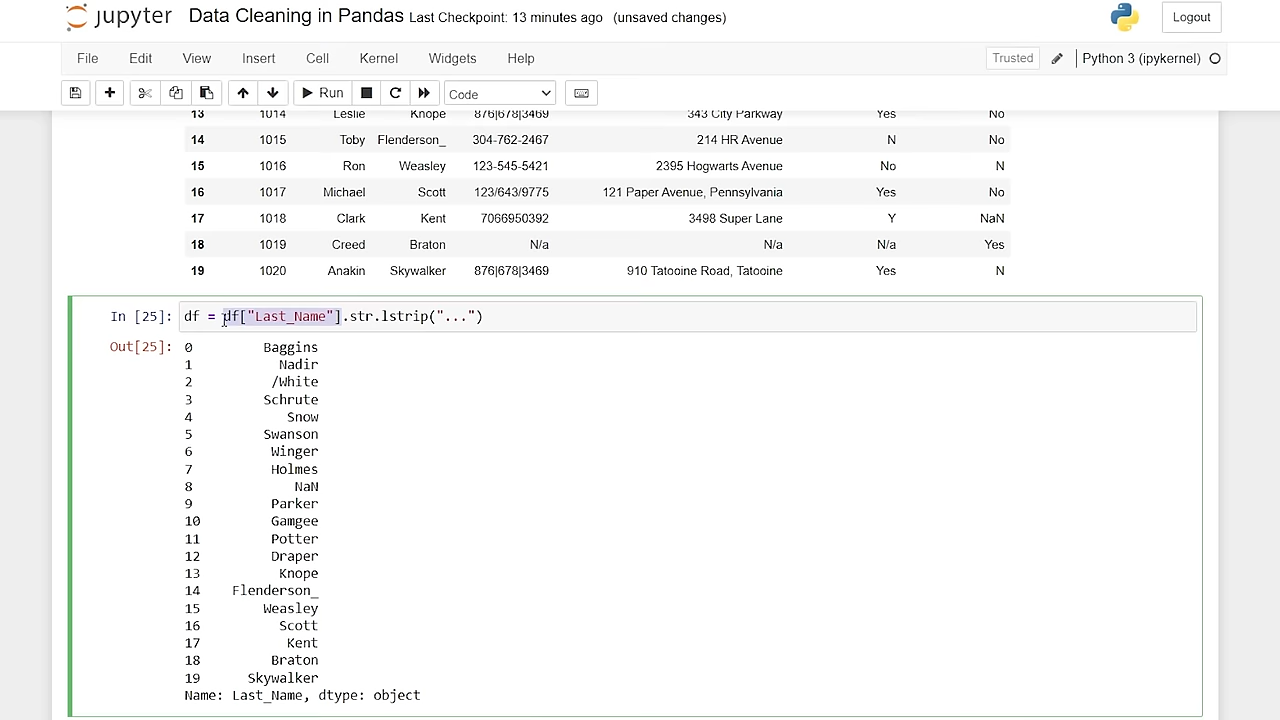 jupyter Data Cleaning in Pandas Last Checkpoint: 13 minutes ago (unsaved changes) Logout
File Edit View Insert Cell Kernel Widgets Help Trusted Python 3 (ipykernel)
Run Code
13 1014 Leslie Knope 876|678|3469 343 City Parkway Yes No
14 1015 Toby Flenderson_ 304-762-2467 214 HR Avenue N No
15 1016 Ron Weasley 123-545-5421 2395 Hogwarts Avenue No N
16 1017 Michael Scott 123/643/9775 121 Paper Avenue, Pennsylvania Yes No
17 1018 Clark Kent 7066950392 3498 Super Lane Y NaN
18 1019 Creed Braton N/a N/a N/a Yes
19 1020 Anakin Skywalker 876|678|3469 910 Tatooine Road, Tatooine Yes N
In [25]: df = df["Last_Name"].str.lstrip("...")
Out[25]: 0 Baggins
1 Nadir
2 /White
3 Schrute
4 Snow
5 Swanson
6 Winger
7 Holmes
8 NaN
9 Parker
10 Gamgee
11 Potter
12 Draper
13 Knope
14 Flenderson_
15 Weasley
16 Scott
17 Kent
18 Braton
19 Skywalker
Name: Last_Name, dtype: object